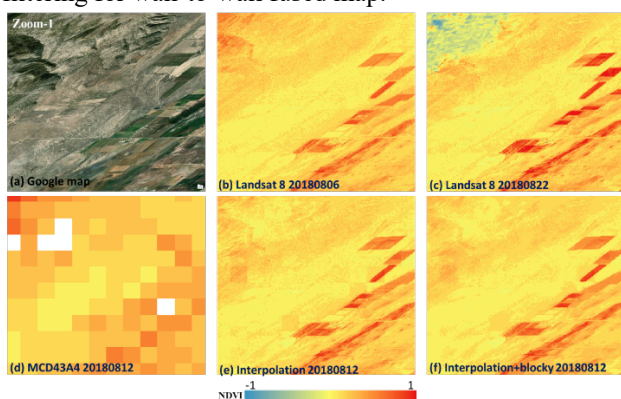 Zoom-1
(a) Google map
(b) Landsat 8 20180806
(c) Landsat 8 20180822
(d) MCD43A4 20180812
(e) Interpolation 20180812
(f) Interpolation+blocky 20180812
NDVI -1 1